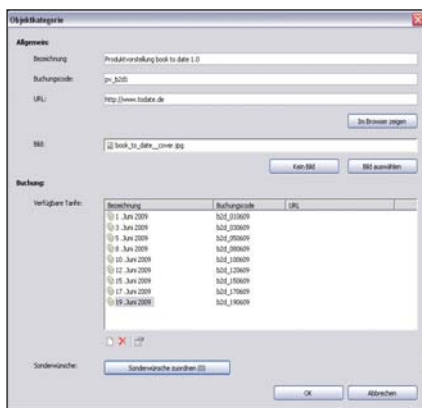 Objektkategorie
Allgemein:
Bezeichnung Produktvorstellung book to date 1.0
Buchungscode: pv_b2d1
URL: http://www.todate.de
Im Browser zeigen
Bild: book_to_date__cover.jpg
Kein Bild Bild auswählen
Buchung:
Verfügbare Tarife: Bezeichnung Buchungscode URL
1. Juni 2009 b2d_010609
3. Juni 2009 b2d_030609
5. Juni 2009 b2d_050609
8. Juni 2009 b2d_080609
10. Juni 2009 b2d_100609
12. Juni 2009 b2d_120609
15. Juni 2009 b2d_150609
17. Juni 2009 b2d_170609
19. Juni 2009 b2d_190609
Sonderwünsche: Sonderwünsche zuordnen (0)
OK Abbrechen